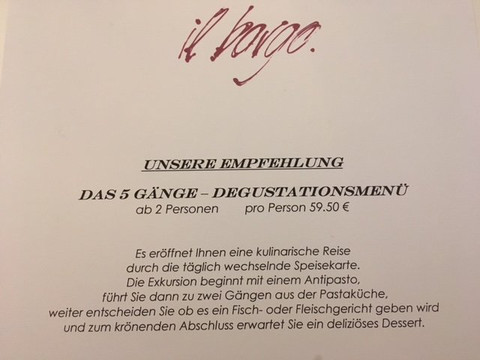 il borgo.
UNSERE EMPFEHLUNG
DAS 5 GÄNGE – DEGUSTATIONSMENÜ
ab 2 Personen pro Person 59.50 €
Es eröffnet Ihnen eine kulinarische Reise
durch die täglich wechselnde Speisekarte.
Die Exkursion beginnt mit einem Antipasto,
führt Sie dann zu zwei Gängen aus der Pastaküche,
weiter entscheiden Sie ob es ein Fisch- oder Fleischgericht geben wird
und zum krönenden Abschluss erwartet Sie ein deliziöses Dessert.